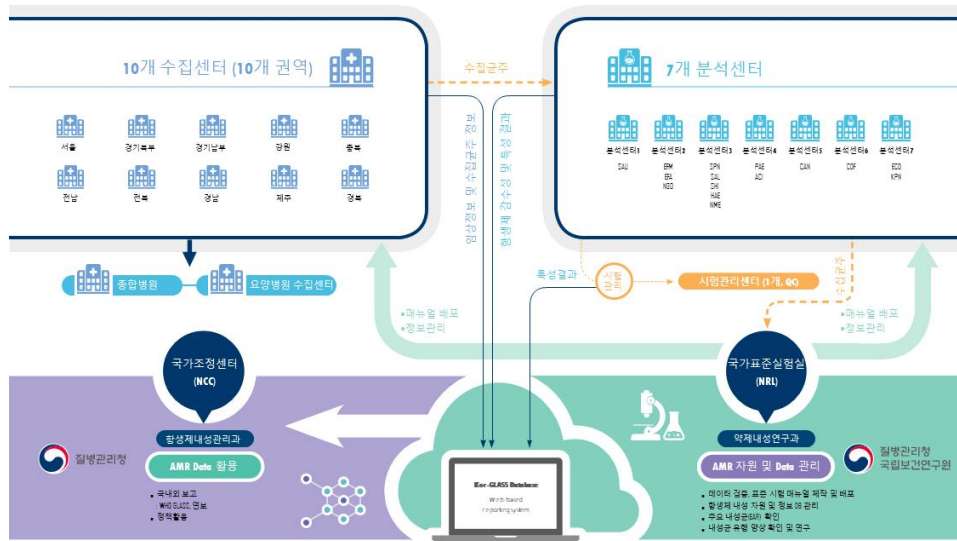 10개 수집센터 (10개 권역)
서울
경기북부
경기남부
강원
충북
전남
전북
경남
제주
경북
종합병원
요양병원 수집센터
수집균주
임상정보 및 수집균주 정보
항생제 감수성 및 특성 결과
7개 분석센터
분석센터1
SAU
분석센터2
EFM
EFA
NGO
분석센터3
SPN
SAL
SHI
HAE
NME
분석센터4
PAE
ACI
분석센터5
CAN
분석센터6
COF
분석센터7
ECO
KPN
특성결과
시험
관리
시험관리센터 (1개, QC)
수집균주
•매뉴얼 배포
•정보관리
•매뉴얼 배포
•정보관리
국가조정센터
(NCC)
항생제내성관리과
AMR Data 활용
질병관리청
• 국내외 보고
: WHO GLASS, 연보
• 정책활용
Kor-GLASS Database
Web-based
reporting system
국가표준실험실
(NRL)
약제내성연구과
AMR 자원 및 Data 관리
질병관리청
국립보건연구원
• 데이터 검증, 표준 시험 매뉴얼 제작 및 배포
• 항생제 내성 자원 및 정보 DB 관리
• 주요 내성균(EAR) 확인
• 내성균 유형 양상 확인 및 연구